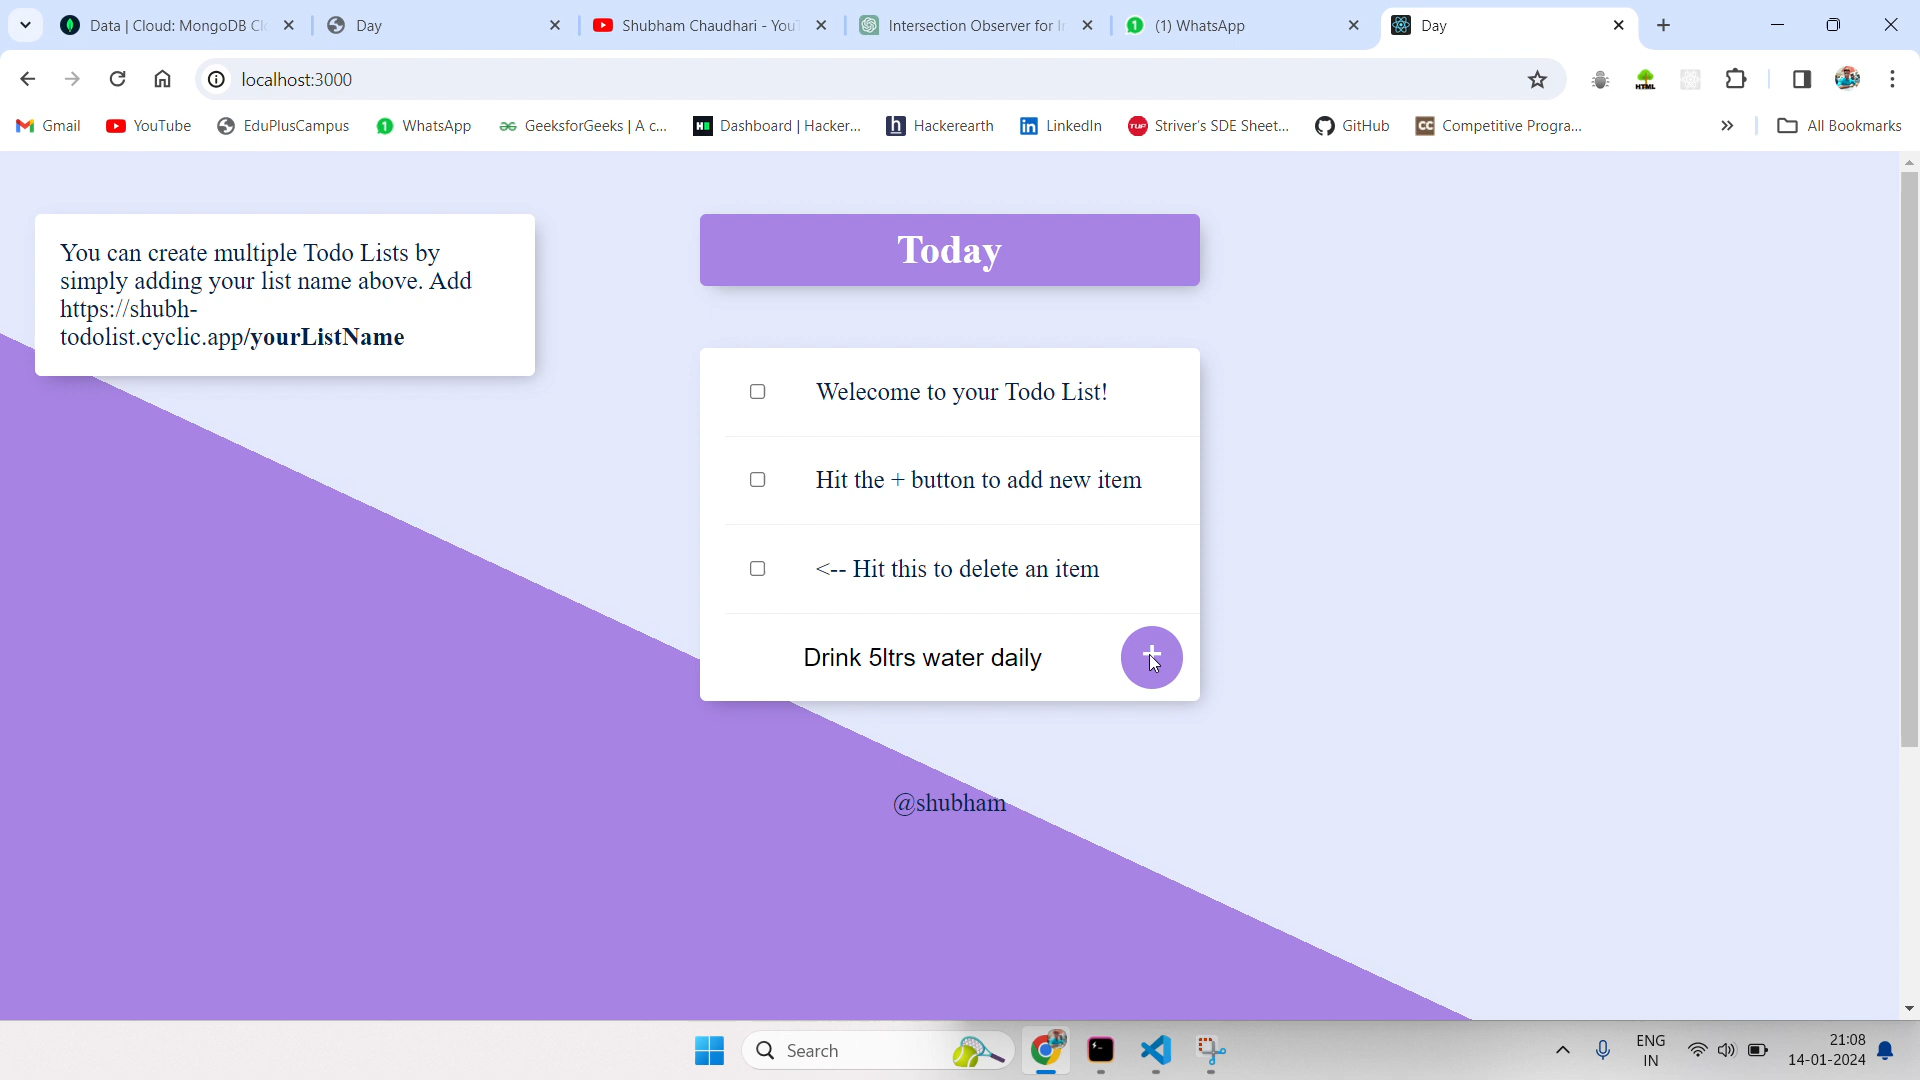 Data | Cloud: MongoDB Cl
Day
Shubham Chaudhari - YouT
Intersection Observer for In
(1) WhatsApp
Day
localhost:3000
HTML
Gmail
YouTube
EduPlusCampus
WhatsApp
GeeksforGeeks | A c...
Dashboard | Hacker...
Hackerearth
LinkedIn
Striver's SDE Sheet...
GitHub
Competitive Progra...
All Bookmarks
You can create multiple Todo Lists by
simply adding your list name above. Add
https://shubh-
todolist.cyclic.app/yourListName
Today
Welecome to your Todo List!
Hit the + button to add new item
<-- Hit this to delete an item
Drink 5ltrs water daily
+
@shubham
Search
ENG
IN
21:08
14-01-2024